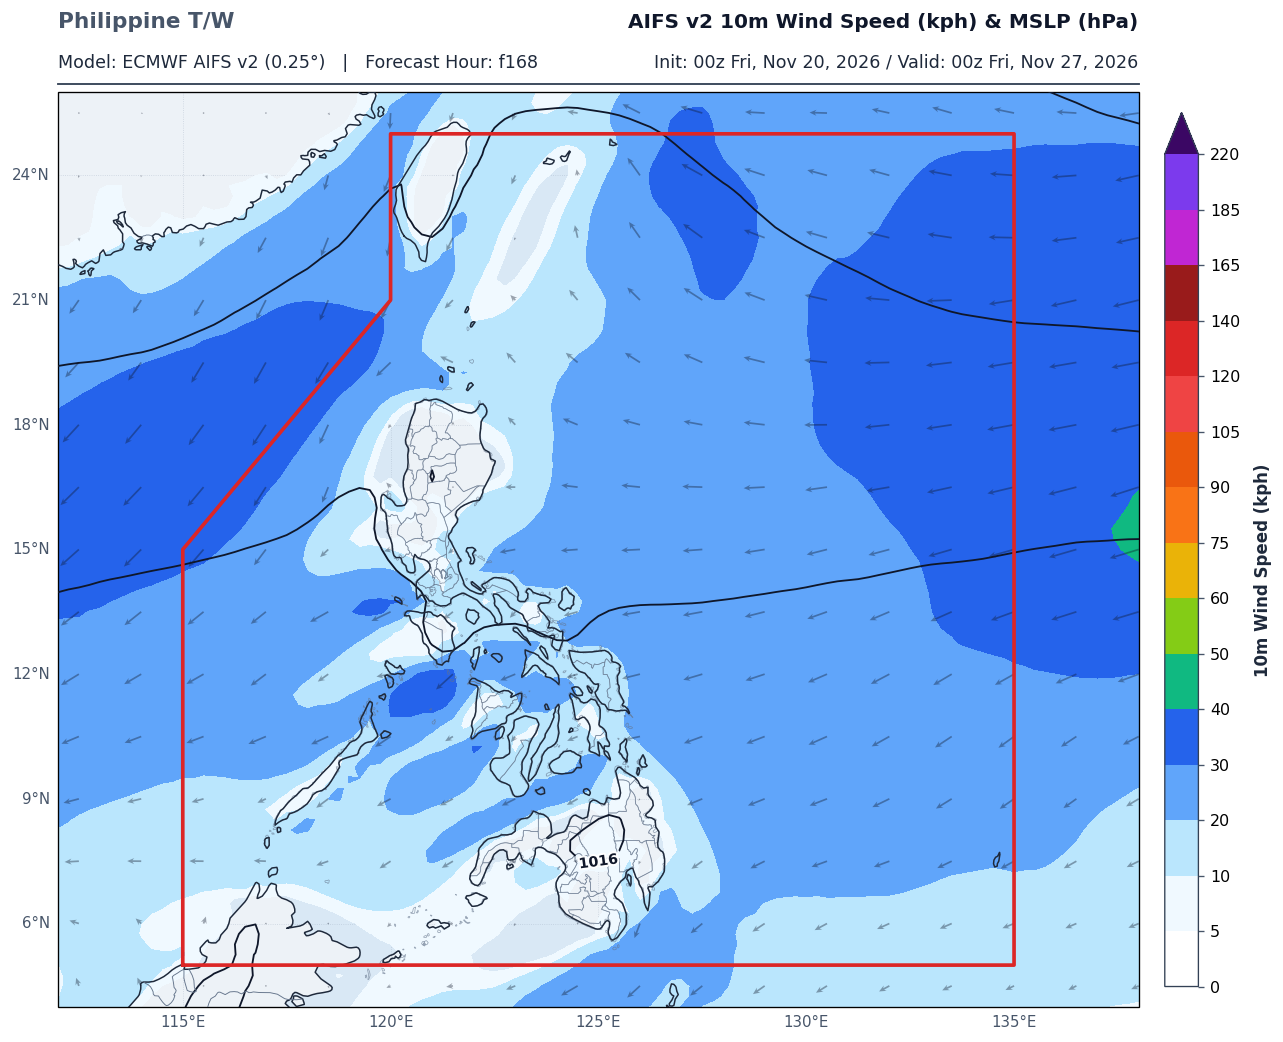 Philippine T/W
AIFS v2 10m Wind Speed (kph) & MSLP (hPa)
Model: ECMWF AIFS v2 (0.25°) | Forecast Hour: f168
Init: 00z Fri, Nov 20, 2026 / Valid: 00z Fri, Nov 27, 2026
24°N
21°N
18°N
15°N
12°N
9°N
6°N
115°E
120°E
125°E
130°E
135°E
1016
220
185
165
140
120
105
90
75
60
50
40
30
20
10
5
0
10m Wind Speed (kph)